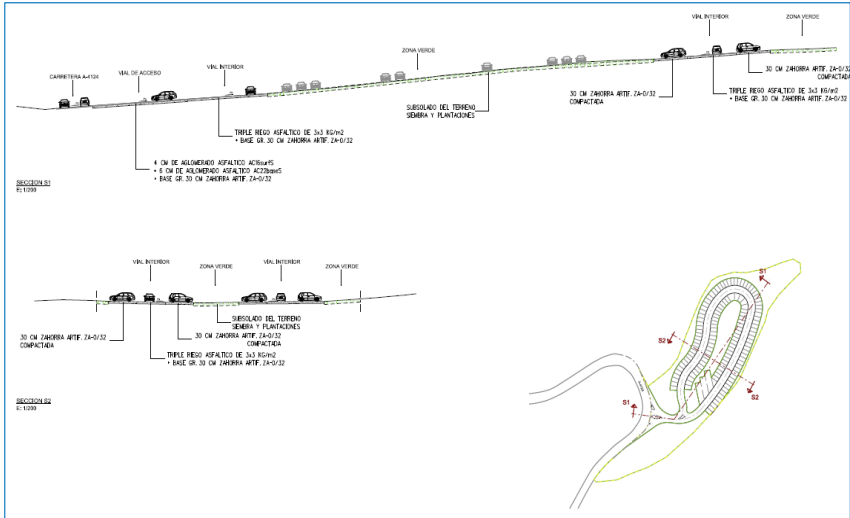 VIAL INTERIOR
ZONA VERDE
ZONA VERDE
CARRETERA A-4124
VIAL DE ACCESO
VIAL INTERIOR
30 CM ZAHORRA ARTIF. ZA-0/32
COMPACTADA
30 CM ZAHORRA ARTIF. ZA-0/32
COMPACTADA
TRIPLE RIEGO ASFALTICO DE 3x3 KG/m2
+ BASE GR. 30 CM ZAHORRA ARTIF. ZA-0/32
SUBSOLADO DEL TERRENO
SIEMBRA Y PLANTACIONES
TRIPLE RIEGO ASFALTICO DE 3x3 KG/m2
+ BASE GR. 30 CM ZAHORRA ARTIF. ZA-0/32
4 CM DE AGLOMERADO ASFALTICO AC16surfS
+ 6 CM DE AGLOMERADO ASFALTICO AC22baseS
+ BASE GR. 30 CM ZAHORRA ARTIF. ZA-0/32
SECCION S1
E: 1/200
VIAL INTERIOR
ZONA VERDE
VIAL INTERIOR
ZONA VERDE
SUBSOLADO DEL TERRENO
SIEMBRA Y PLANTACIONES
30 CM ZAHORRA ARTIF. ZA-0/32
COMPACTADA
30 CM ZAHORRA ARTIF. ZA-0/32
COMPACTADA
TRIPLE RIEGO ASFALTICO DE 3x3 KG/m2
+ BASE GR. 30 CM ZAHORRA ARTIF. ZA-0/32
SECCION S2
E: 1/200
S1
S2
S2
S1